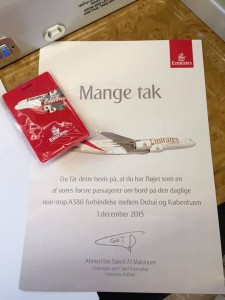 Emirates
Mange tak
Emirates
Du får dette bevis på, at du har fløjet som en
af vores første passagerer om bord på den daglige
non-stop A380 forbindelse mellem Dubai og København
1.december 2015
Ahmed bin Saeed Al Maktoum
Chairman and Chief Executive
Emirates Airline